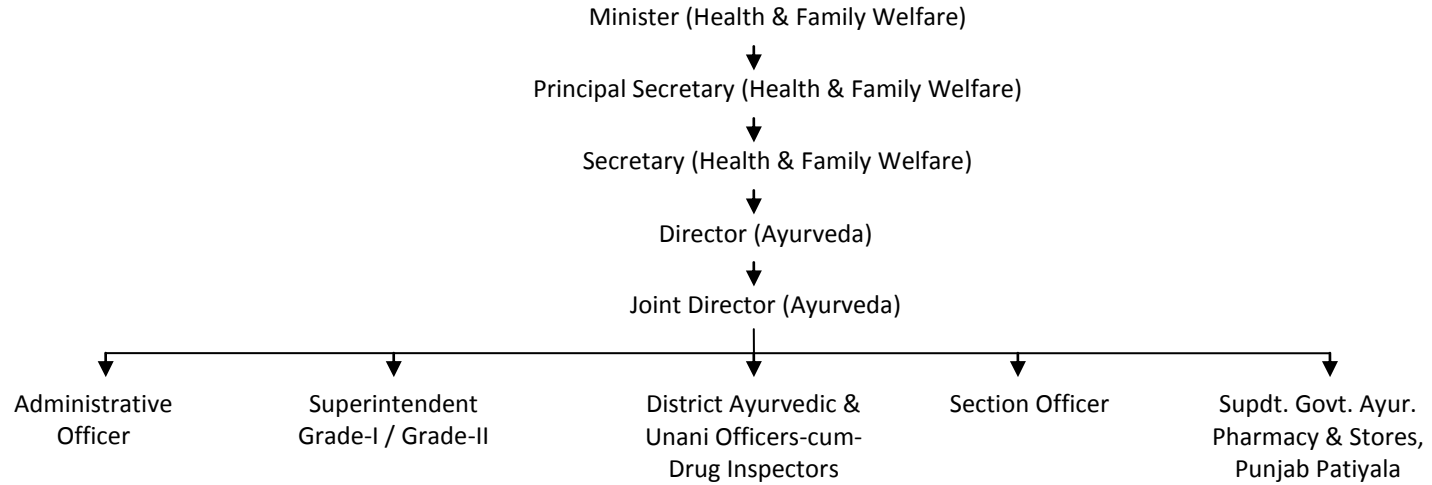 Minister (Health & Family Welfare)
Principal Secretary (Health & Family Welfare)
Secretary (Health & Family Welfare)
Director (Ayurveda)
Joint Director (Ayurveda)
Administrative
Officer
Superintendent
Grade-I / Grade-II
District Ayurvedic &
Unani Officers-cum-
Drug Inspectors
Section Officer
Supdt. Govt. Ayur.
Pharmacy & Stores,
Punjab Patiyala